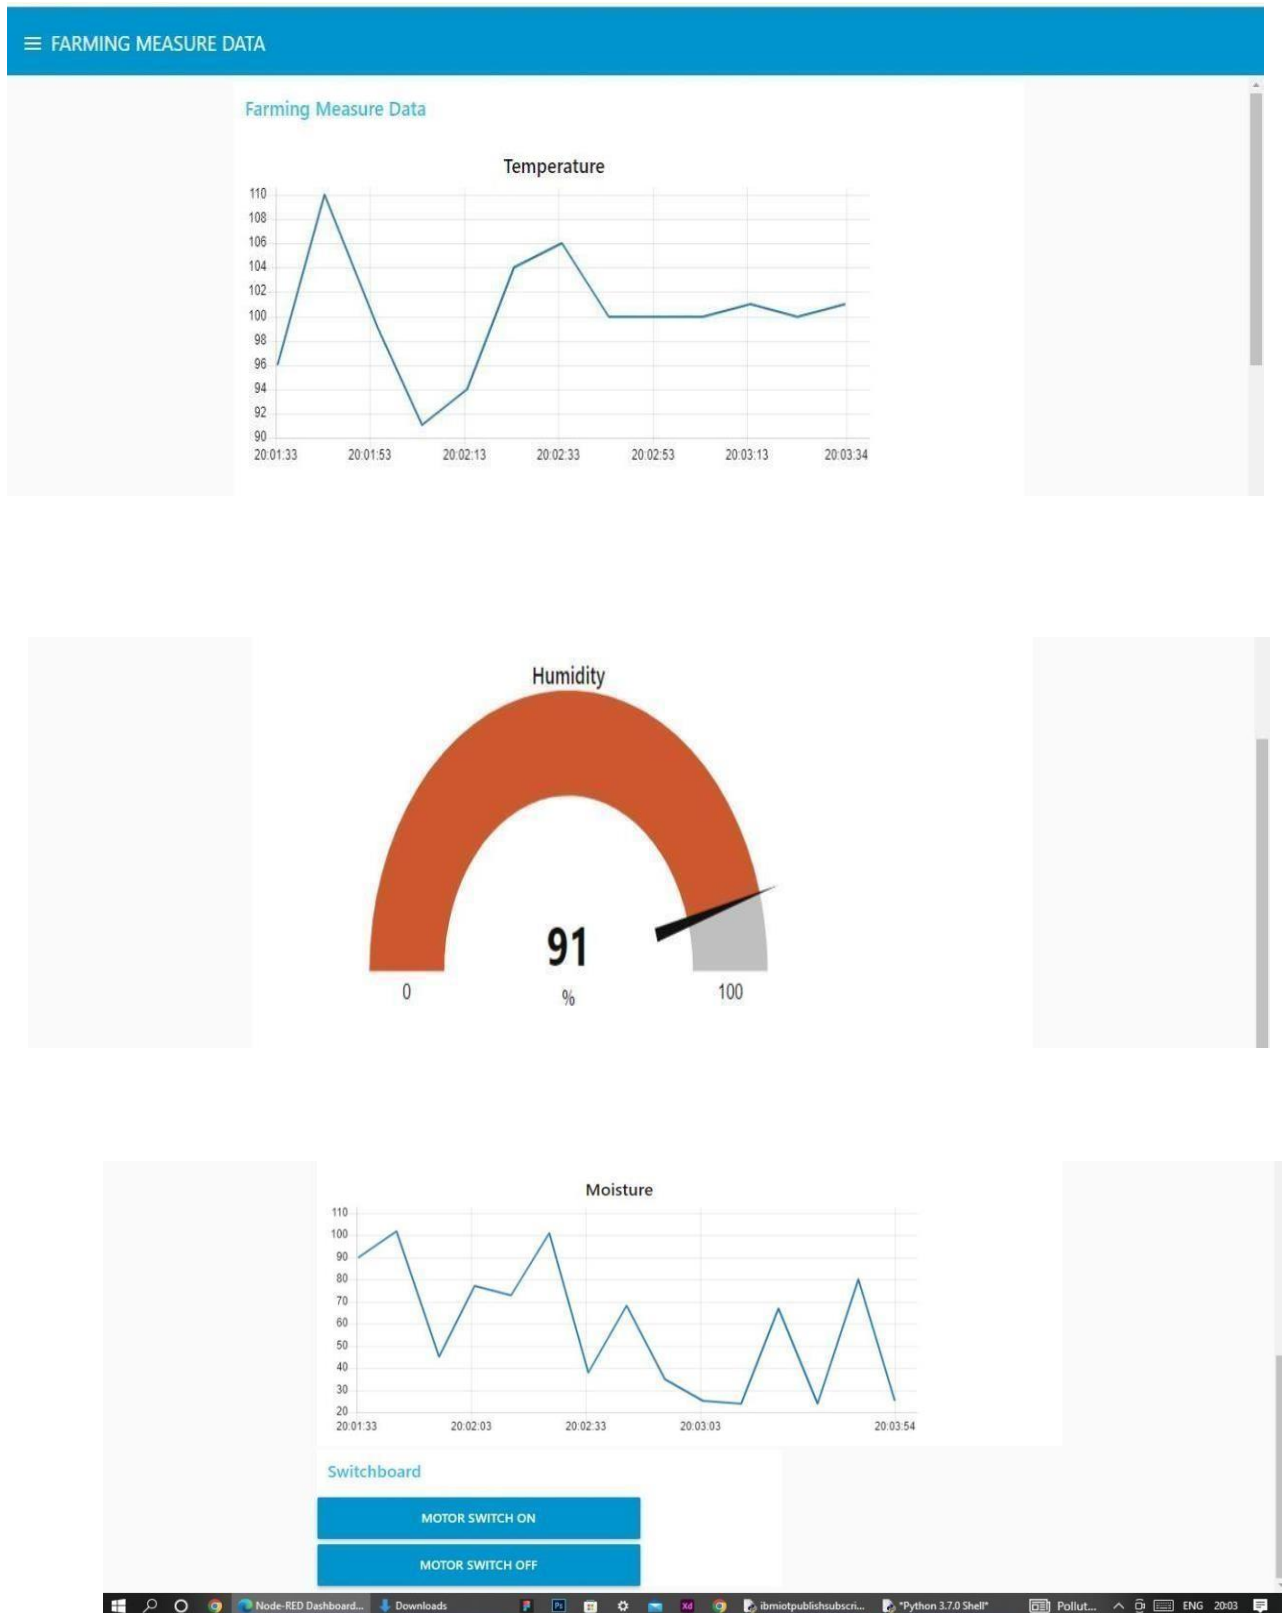 FARMING MEASURE DATA
Farming Measure Data
Temperature
110
108
106
104
102
100
98
96
94
92
90
20:01:33 20:01:53 20:02:13 20:02:33 20:02:53 20:03:13 20:03:34
Humidity
91
0 % 100
Moisture
110
100
90
80
70
60
50
40
30
20
20:01:33 20:02:03 20:02:33 20:03:03 20:03:54
Switchboard
MOTOR SWITCH ON
MOTOR SWITCH OFF
Node-RED Dashboard... Downloads Ps Xd ibmiotpublishsubscri... *Python 3.7.0 Shell* Pollut... ENG 20:03